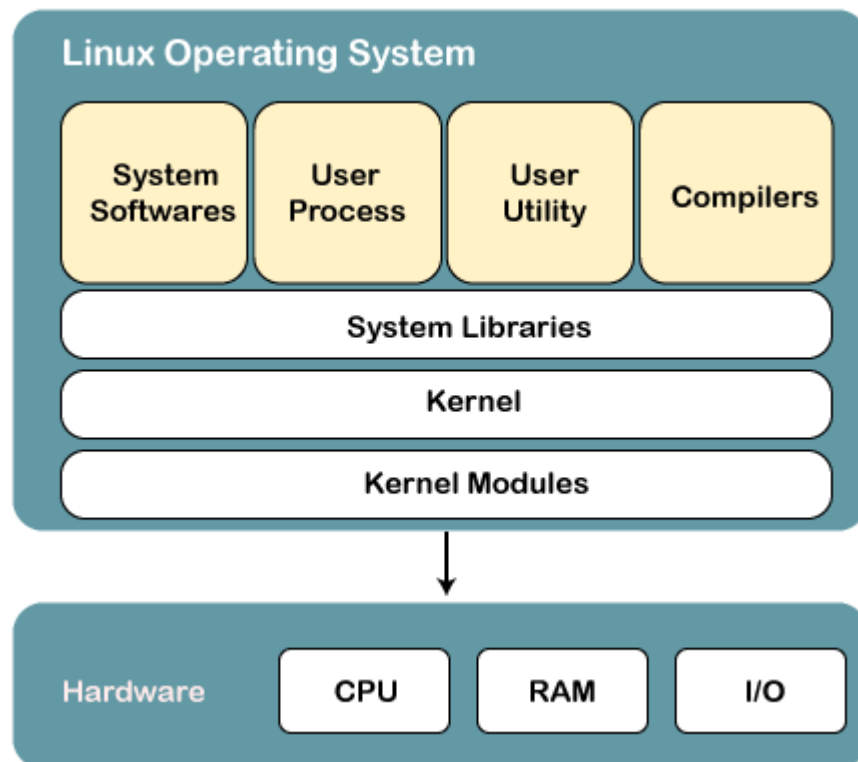 Linux Operating System
System
Softwares
User
Process
User
Utility
Compilers
System Libraries
Kernel
Kernel Modules
Hardware
CPU
RAM
I/O